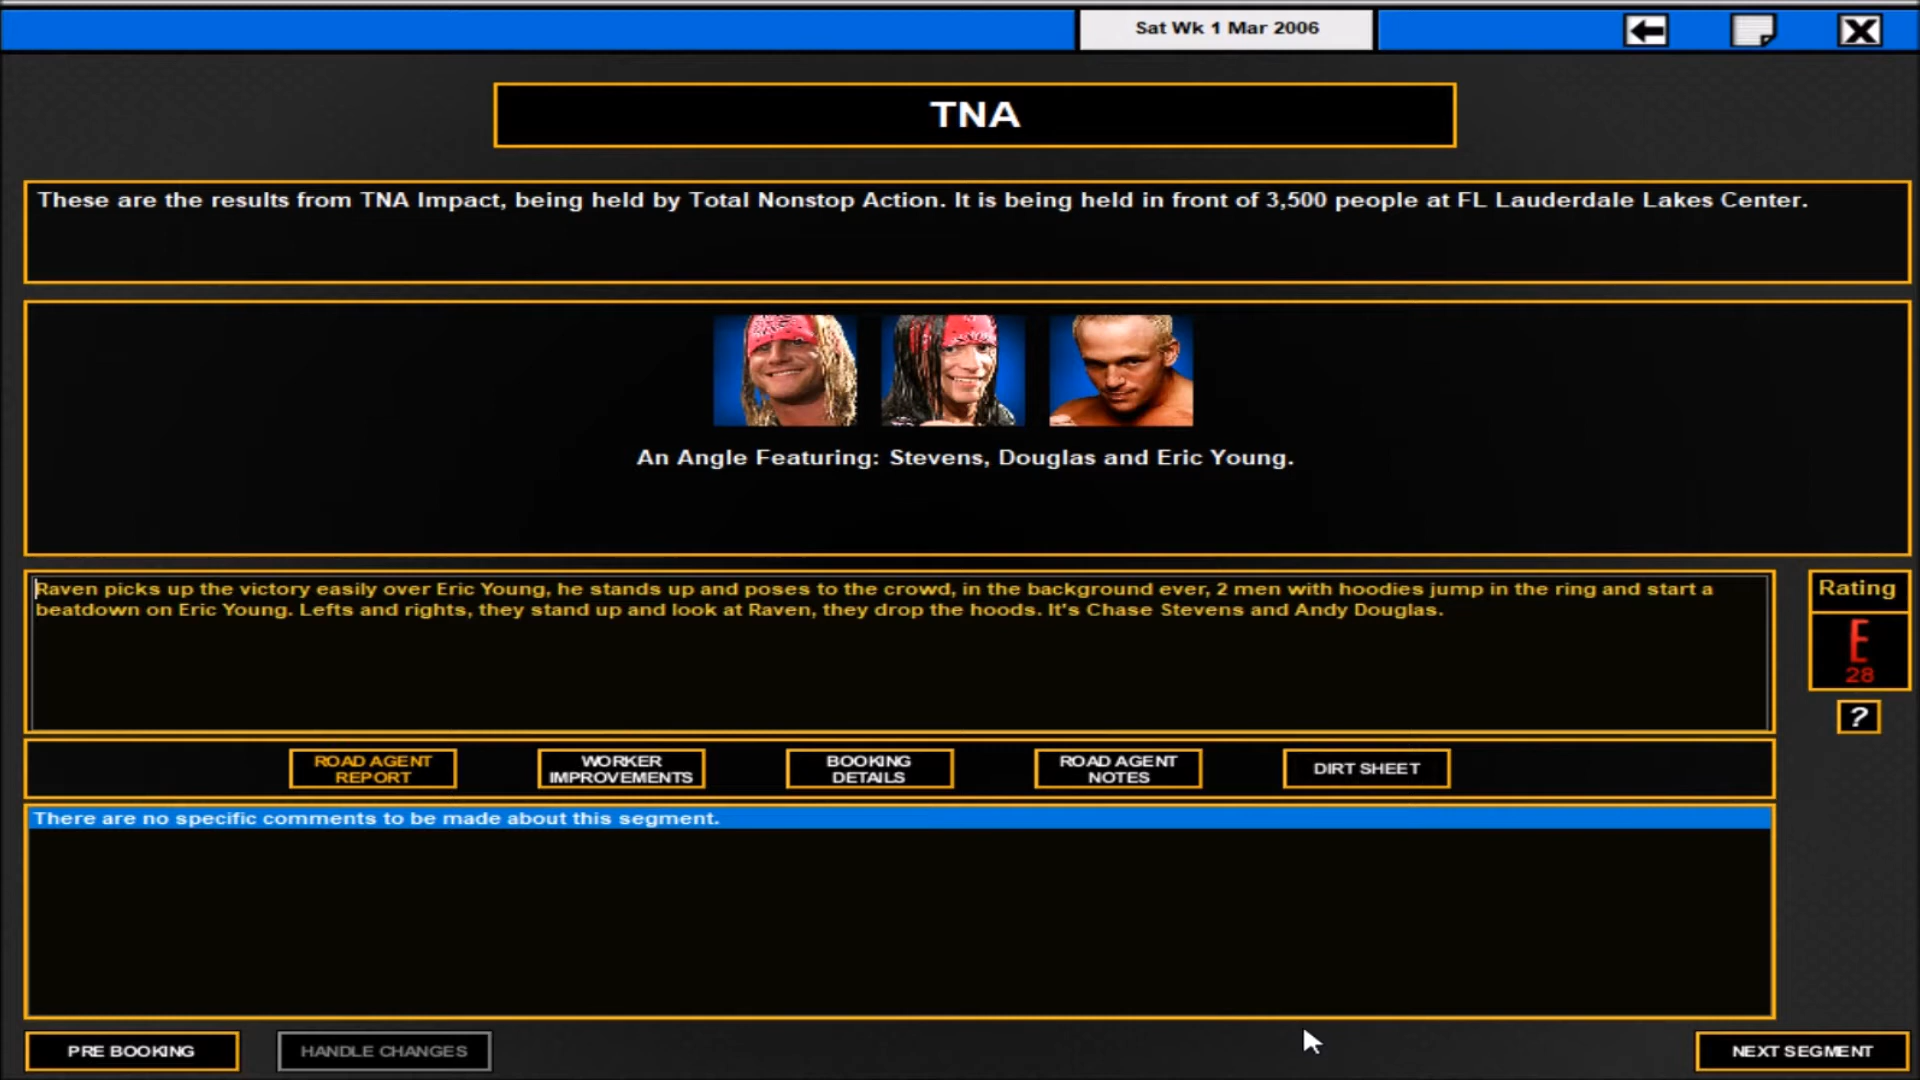 Sat Wk 1 Mar 2006
TNA
These are the results from TNA Impact, being held by Total Nonstop Action. It is being held in front of 3,500 people at FL Lauderdale Lakes Center.
An Angle Featuring: Stevens, Douglas and Eric Young.
Raven picks up the victory easily over Eric Young, he stands up and poses to the crowd, in the background ever, 2 men with hoodies jump in the ring and start a
beatdown on Eric Young. Lefts and rights, they stand up and look at Raven, they drop the hoods. It's Chase Stevens and Andy Douglas.
Rating
E
28
?
ROAD AGENT
REPORT
WORKER
IMPROVEMENTS
BOOKING
DETAILS
ROAD AGENT
NOTES
DIRT SHEET
There are no specific comments to be made about this segment.
PRE BOOKING
HANDLE CHANGES
NEXT SEGMENT